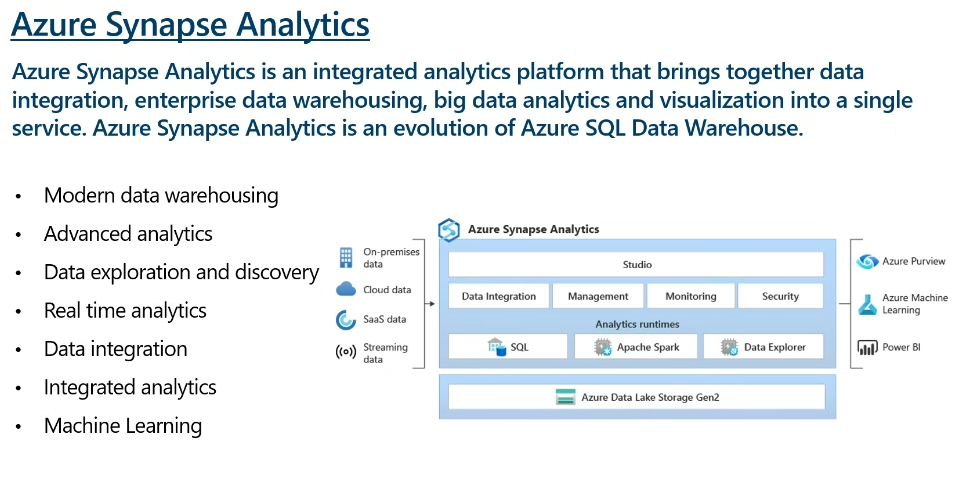 Azure Synapse Analytics
Azure Synapse Analytics is an integrated analytics platform that brings together data
integration, enterprise data warehousing, big data analytics and visualization into a single
service. Azure Synapse Analytics is an evolution of Azure SQL Data Warehouse.
• Modern data warehousing
• Advanced analytics
• Data exploration and discovery
• Real time analytics
• Data integration
• Integrated analytics
• Machine Learning
On-premises
data
Cloud data
SaaS data
Streaming
data
Azure Synapse Analytics
Studio
Data Integration
Management
Monitoring
Security
Analytics runtimes
SQL
Apache Spark
Data Explorer
Azure Data Lake Storage Gen2
Azure Purview
Azure Machine
Learning
Power BI